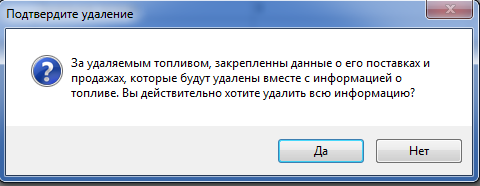 Подтвердите удаление
За удаляемым топливом, закрепленны данные о его поставках и
продажах, которые будут удалены вместе с информацией о
топливе. Вы действительно хотите удалить всю информацию?
Да
Нет